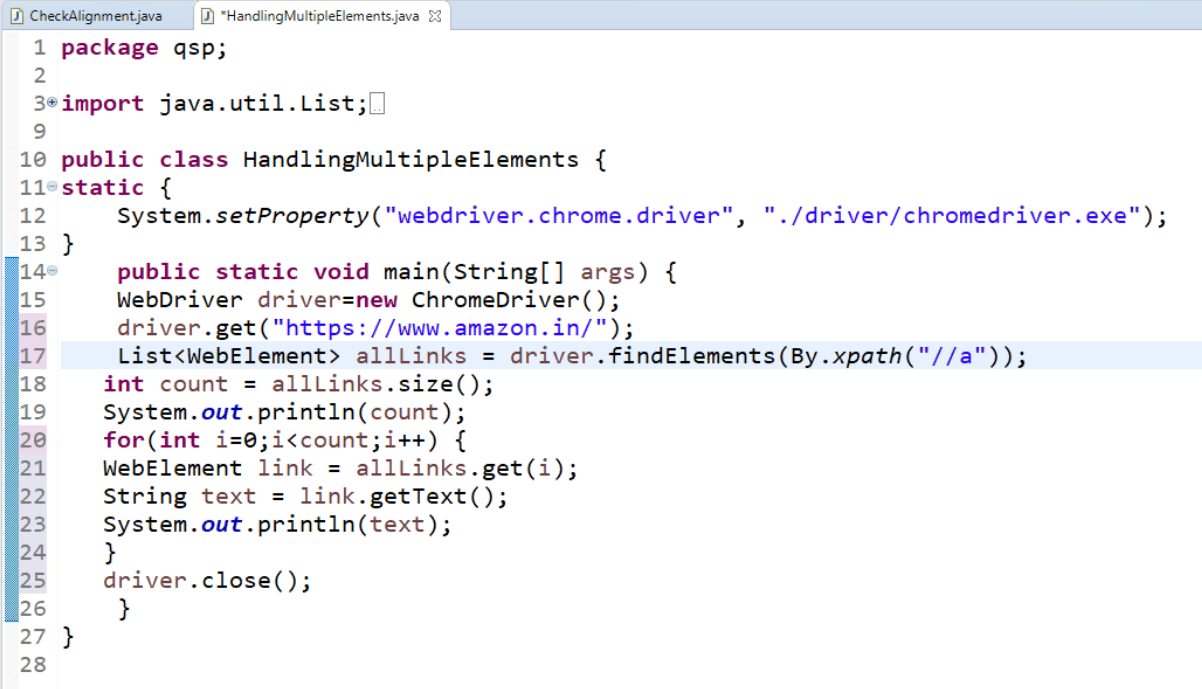 CheckAlignment.java *HandlingMultipleElements.java
1 package qsp;
2
3 import java.util.List;
9
10 public class HandlingMultipleElements {
11 static {
12     System.setProperty("webdriver.chrome.driver", "./driver/chromedriver.exe");
13 }
14     public static void main(String[] args) {
15     WebDriver driver=new ChromeDriver();
16     driver.get("https://www.amazon.in/");
17     List<WebElement> allLinks = driver.findElements(By.xpath("//a"));
18    int count = allLinks.size();
19    System.out.println(count);
20    for(int i=0;i<count;i++) {
21    WebElement link = allLinks.get(i);
22    String text = link.getText();
23    System.out.println(text);
24    }
25    driver.close();
26     }
27 }
28